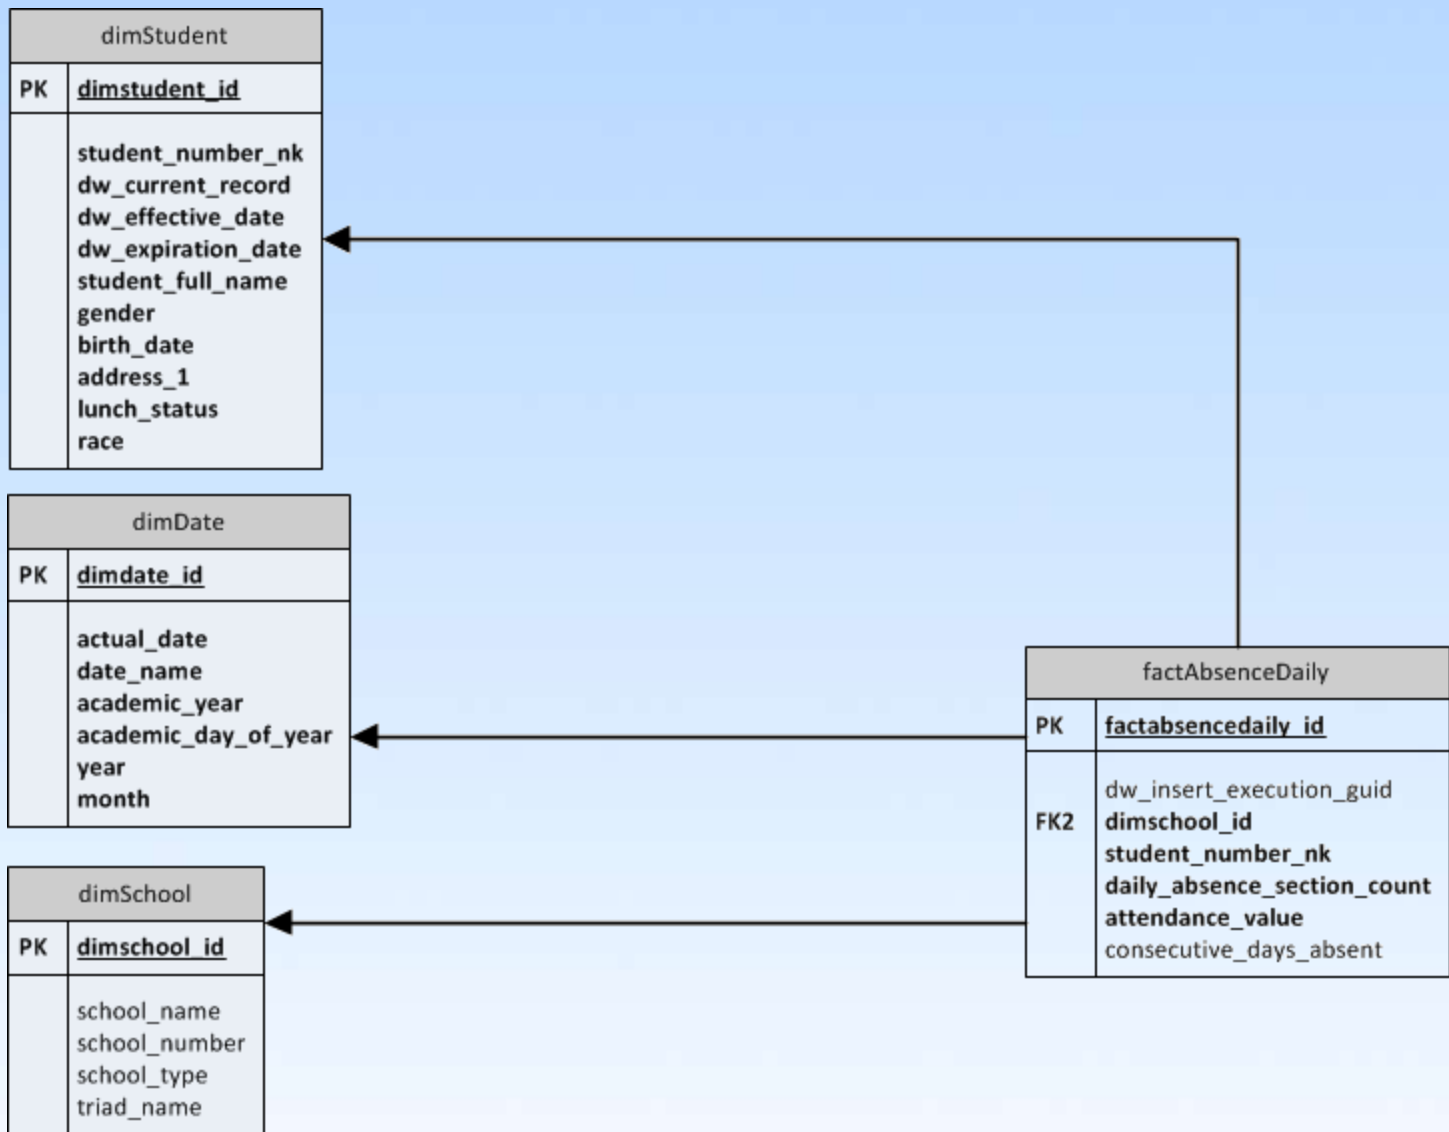 dimStudent
PK dimstudent_id
student_number_nk
dw_current_record
dw_effective_date
dw_expiration_date
student_full_name
gender
birth_date
address_1
lunch_status
race
dimDate
PK dimdate_id
actual_date
date_name
academic_year
academic_day_of_year
year
month
dimSchool
PK dimschool_id
school_name
school_number
school_type
triad_name
factAbsenceDaily
PK factabsencedaily_id
dw_insert_execution_guid
FK2 dimschool_id
student_number_nk
daily_absence_section_count
attendance_value
consecutive_days_absent